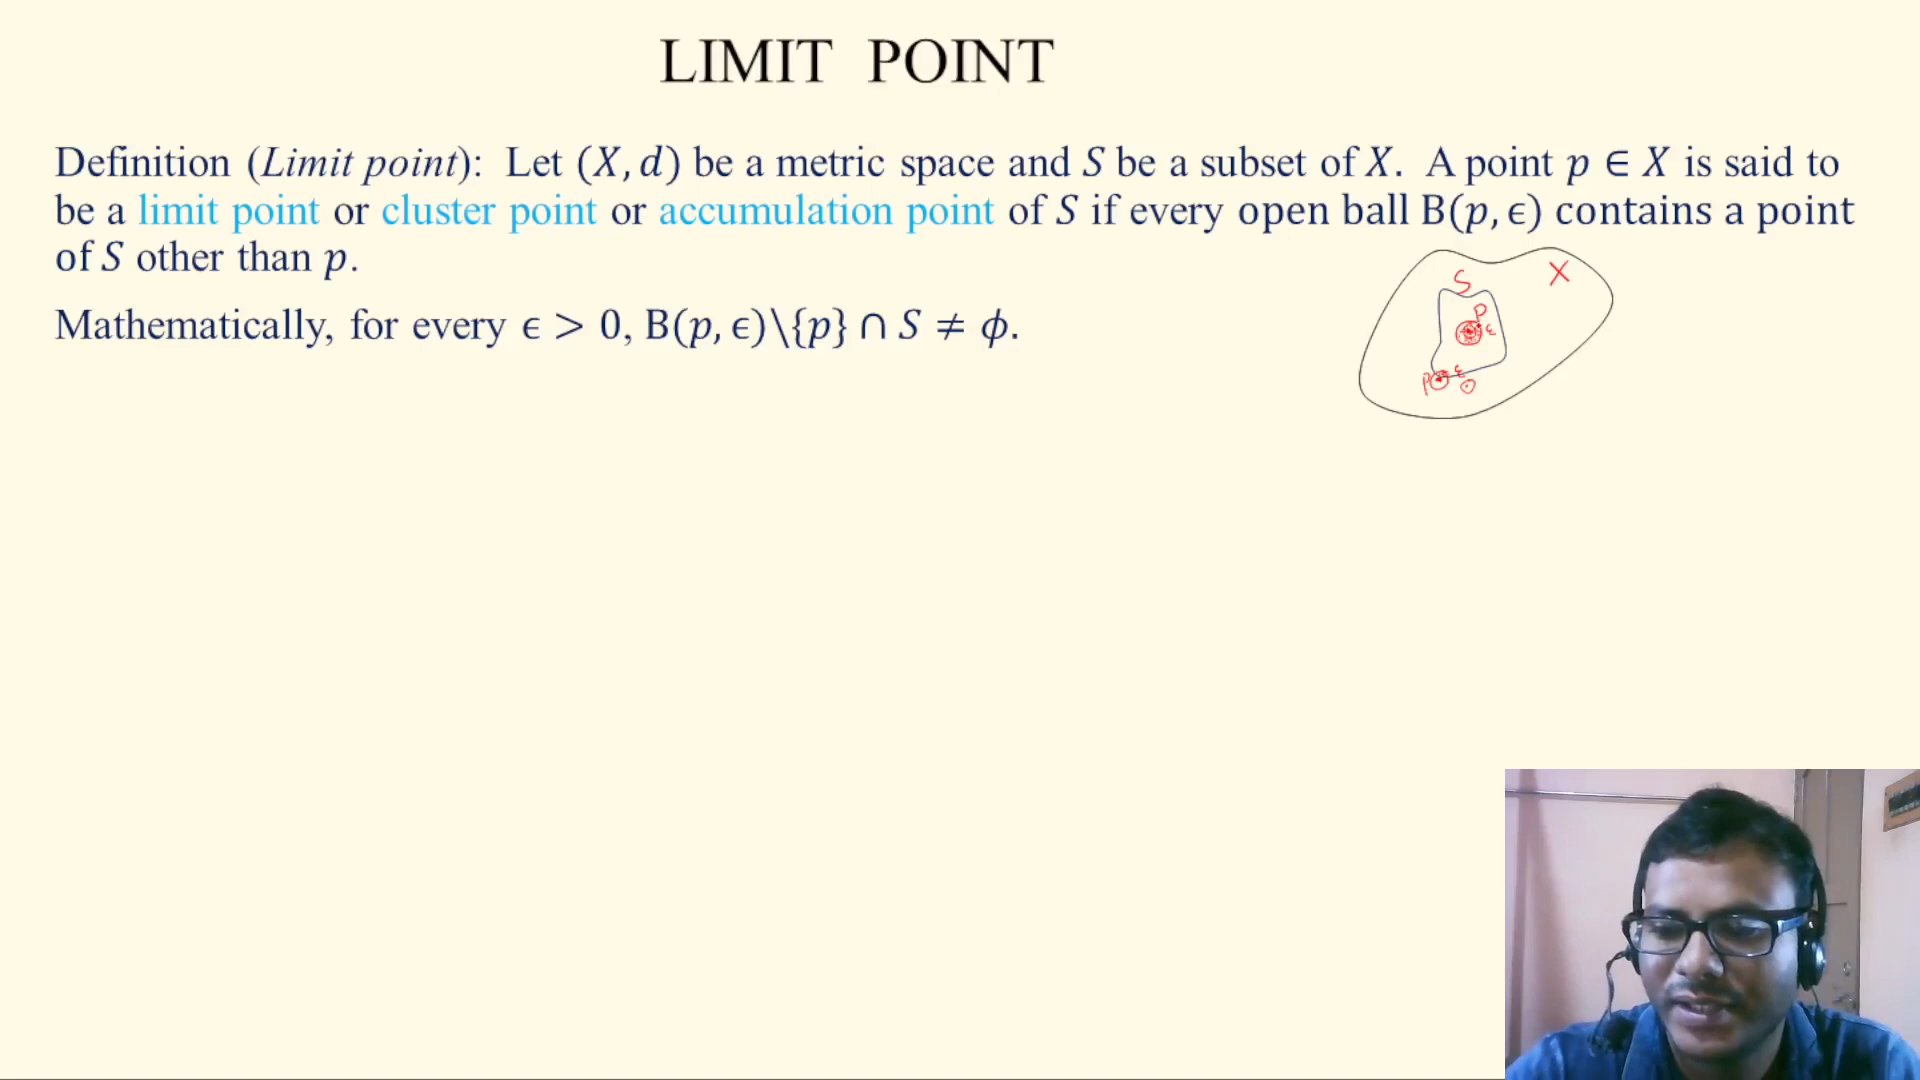 LIMIT POINT
Definition (Limit point): Let (X, d) be a metric space and S be a subset of X. A point p ∈ X is said to
be a limit point or cluster point or accumulation point of S if every open ball B(p, ϵ) contains a point
of S other than p.
Mathematically, for every ϵ > 0, B(p, ϵ)\{p} ∩ S ≠ ϕ.
S X
P ε
P ε